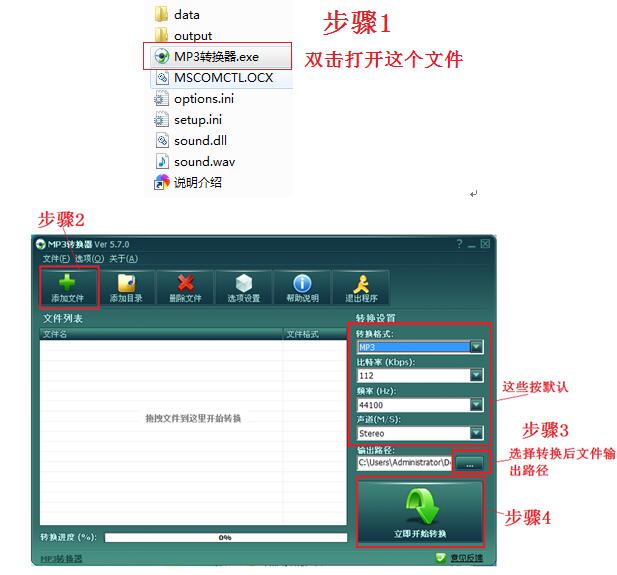 data
步骤1
output
MP3转换器.exe
双击打开这个文件
MSCOMCTL.OCX
options.ini
setup.ini
sound.dll
sound.wav
说明介绍
步骤2
MP3转换器 Ver 5.7.0
文件(F) 选项(O) 关于(A)
添加文件 添加目录 删除文件 选项设置 帮助说明 退出程序
文件列表
文件名 文件格式
拖拽文件到这里开始转换
转换设置
转换格式:
MP3
比特率 (Kbps):
112
频率 (Hz):
44100
声道(M/S):
Stereo
这些按默认
步骤3
输出路径:
C:\Users\Administrator\D
...
选择转换后文件输
出路径
立即开始转换
步骤4
转换进度 (%):
0%
MP3转换器
意见反馈